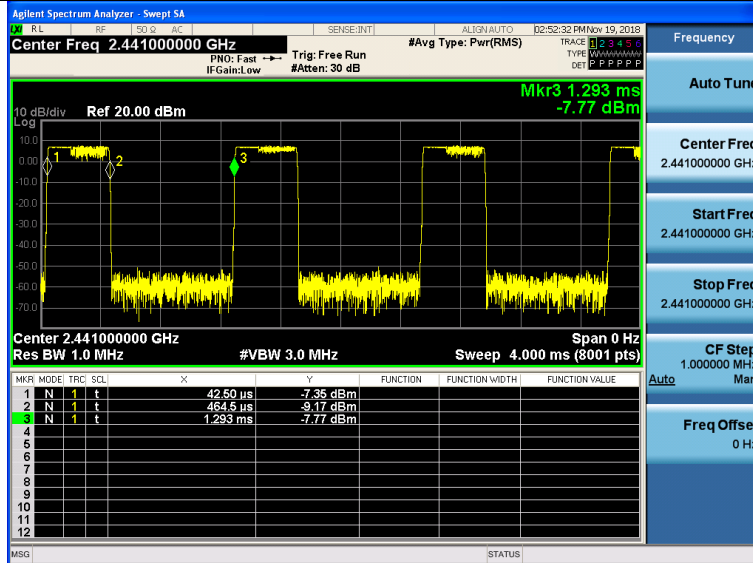 Agilent Spectrum Analyzer - Swept SA
LXI RL RF 50 Ω AC SENSE:INT ALIGN AUTO 02:52:32 PM Nov 19, 2018
Center Freq 2.441000000 GHz
PNO: Fast
IFGain:Low
Trig: Free Run
#Atten: 30 dB
#Avg Type: Pwr(RMS)
TRACE 1 2 3 4 5 6
TYPE
DET P P P P P P
Mkr3 1.293 ms
-7.77 dBm
10 dB/div Ref 20.00 dBm
Log
10.0
0.00
-10.0
-20.0
-30.0
-40.0
-50.0
-60.0
-70.0
1
2
3
Center 2.441000000 GHz Span 0 Hz
Res BW 1.0 MHz #VBW 3.0 MHz Sweep 4.000 ms (8001 pts)
MKR MODE TRC SCL X Y FUNCTION FUNCTION WIDTH FUNCTION VALUE
1 N 1 t 42.50 µs -7.35 dBm
2 N 1 t 464.5 µs -9.17 dBm
3 N 1 t 1.293 ms -7.77 dBm
4
5
6
7
8
9
10
11
12
MSG STATUS
Frequency
Auto Tun
Center Fre
2.441000000 GH
Start Fre
2.441000000 GH
Stop Fre
2.441000000 GH
CF Step
1.000000 MH
Auto Ma
Freq Offse
0 H